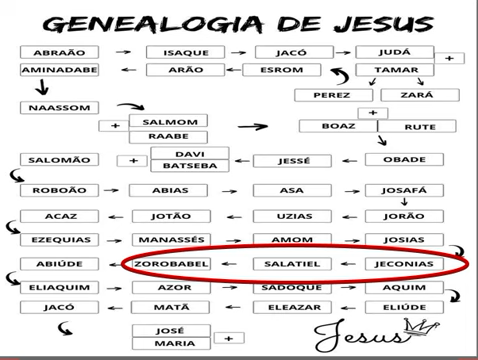 GENEALOGIA DE JESUS
ABRAÃO ISAQUE JACÓ JUDÁ
+
AMINADABE ARÃO ESROM TAMAR
PEREZ ZARÁ
NAASSOM
+
SALMOM
+ BOAZ RUTE
RAABE
SALOMÃO + DAVI
BATSEBA JESSÉ OBADE
ROBOÃO ABIAS ASA JOSAFÁ
ACAZ JOTÃO UZIAS JORÃO
EZEQUIAS MANASSÉS AMOM JOSIAS
ABIÚDE ZOROBABEL SALATIEL JECONIAS
ELIAQUIM AZOR SADOQUE AQUIM
JACÓ MATÃ ELEAZAR ELIÚDE
JOSÉ
MARIA +
Jesus